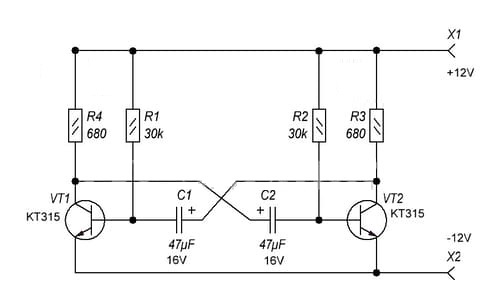 X1
+12V
R4
680
R1
30k
R2
30k
R3
680
VT1
KT315
C1
+
47µF
16V
C2
+
47µF
16V
VT2
KT315
-12V
X2